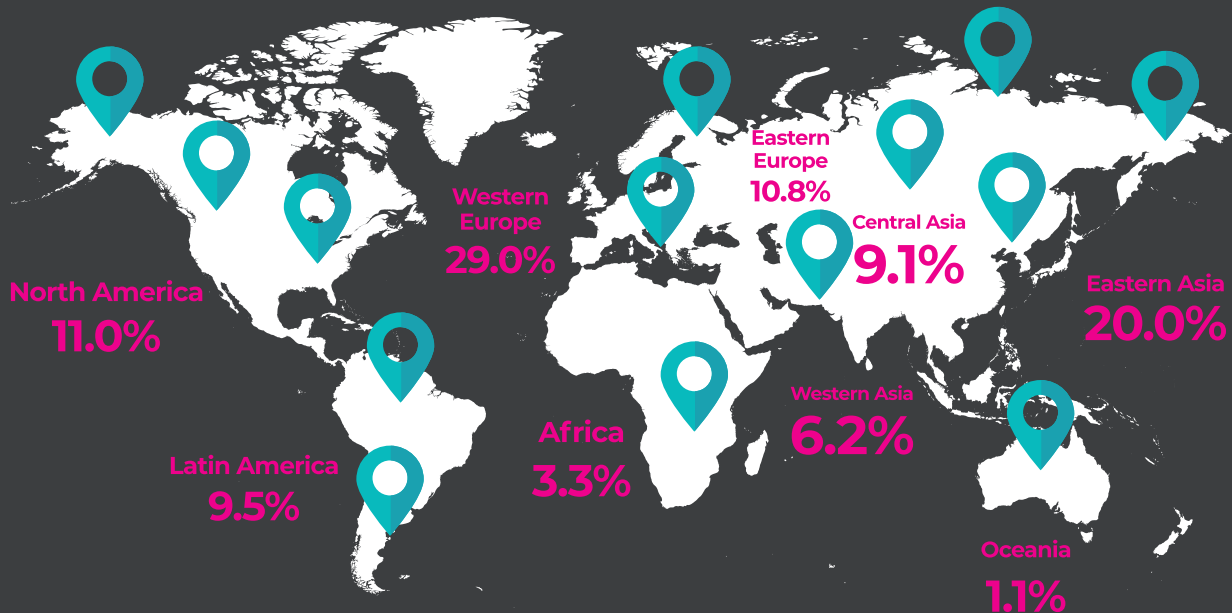 Eastern
Europe
10.8%
Western
Europe
29.0%
Central Asia
9.1%
North America
11.0%
Eastern Asia
20.0%
Western Asia
6.2%
Africa
3.3%
Latin America
9.5%
Oceania
1.1%